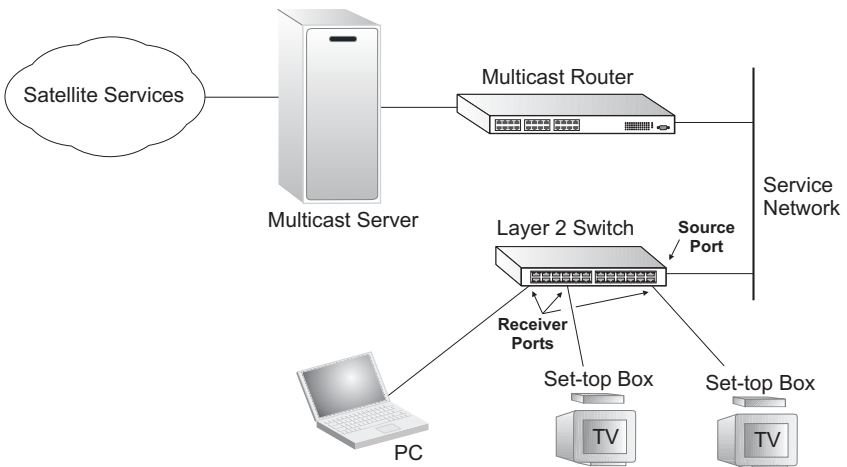 Satellite Services
Multicast Server
Multicast Router
Service
Network
Layer 2 Switch
Source
Port
Receiver
Ports
PC
Set-top Box
TV
Set-top Box
TV